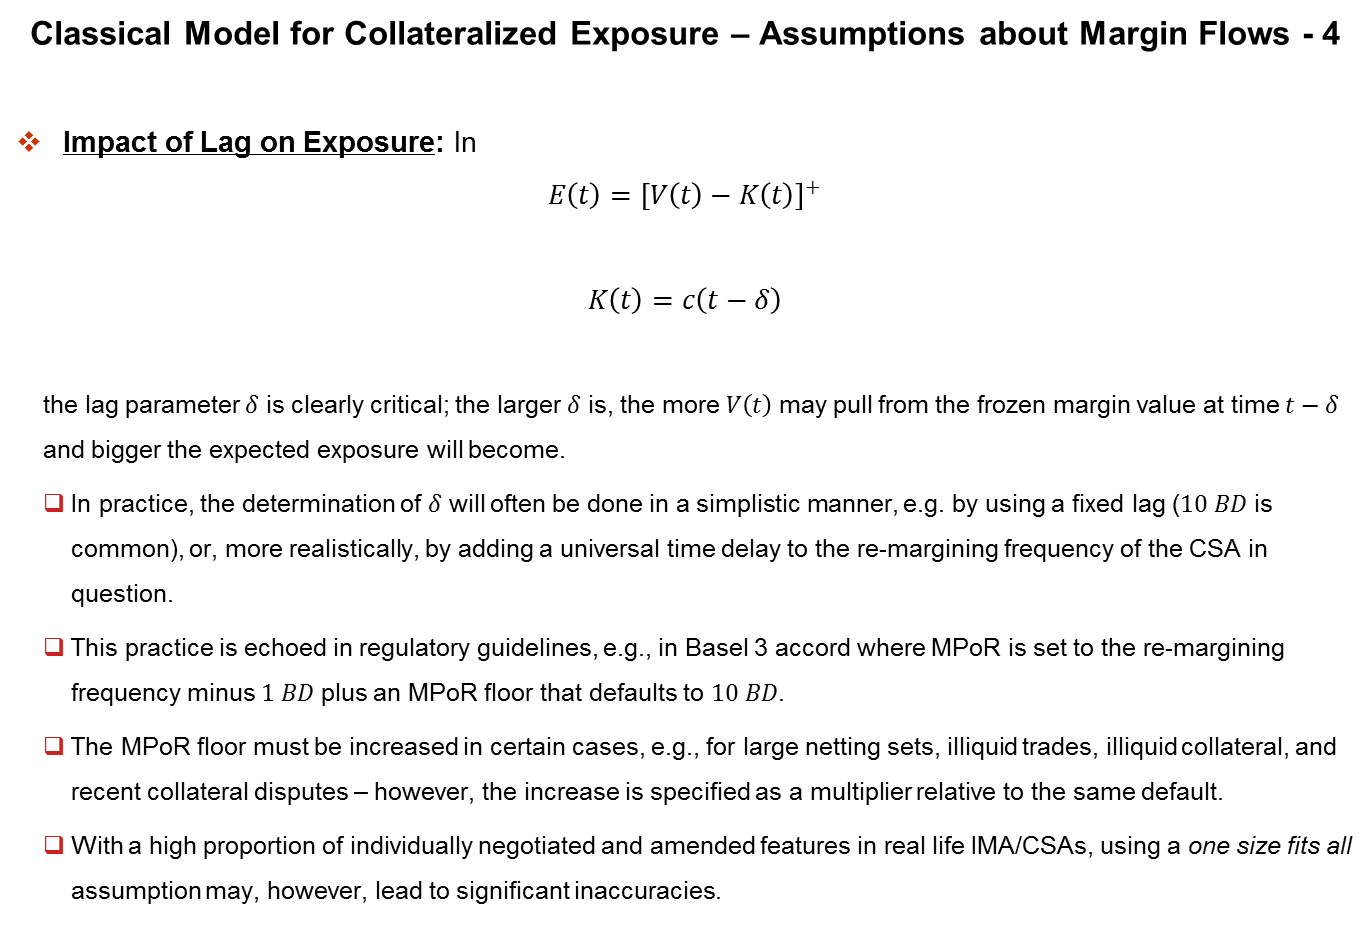 Classical Model for Collateralized Exposure – Assumptions about Margin Flows - 4
❖ Impact of Lag on Exposure: In
E(t) = [V(t) − K(t)]⁺
K(t) = c(t − δ)
the lag parameter δ is clearly critical; the larger δ is, the more V(t) may pull from the frozen margin value at time t − δ
and bigger the expected exposure will become.
❑ In practice, the determination of δ will often be done in a simplistic manner, e.g. by using a fixed lag (10 BD is
common), or, more realistically, by adding a universal time delay to the re-margining frequency of the CSA in
question.
❑ This practice is echoed in regulatory guidelines, e.g., in Basel 3 accord where MPoR is set to the re-margining
frequency minus 1 BD plus an MPoR floor that defaults to 10 BD.
❑ The MPoR floor must be increased in certain cases, e.g., for large netting sets, illiquid trades, illiquid collateral, and
recent collateral disputes – however, the increase is specified as a multiplier relative to the same default.
❑ With a high proportion of individually negotiated and amended features in real life IMA/CSAs, using a one size fits all
assumption may, however, lead to significant inaccuracies.